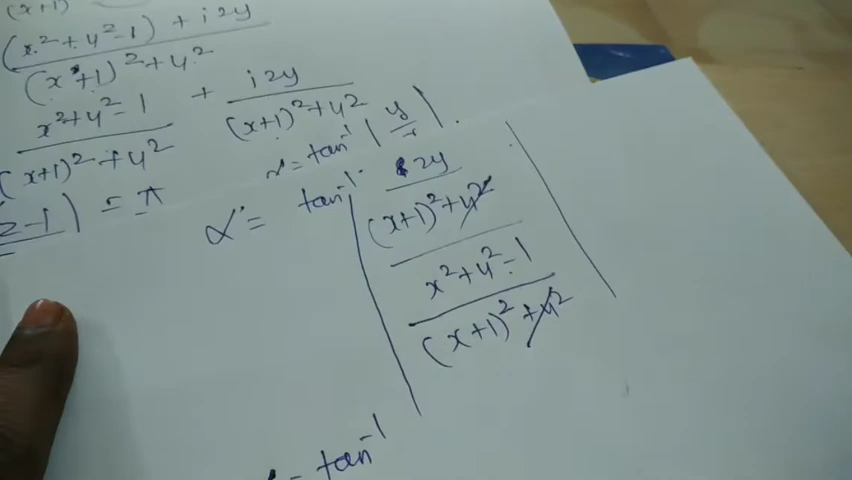 (x+1)
(x²+y²-1) + i2y
(x+1)²+y²
x²+y²-1 + i2y
(x+1)²+y² (x+1)²+y²
α = tan⁻¹ | y/x | .
z-1) = π
α = tan⁻¹ | 2y
(x+1)²+y²
x²+y²-1
(x+1)²+y² |
= tan⁻¹